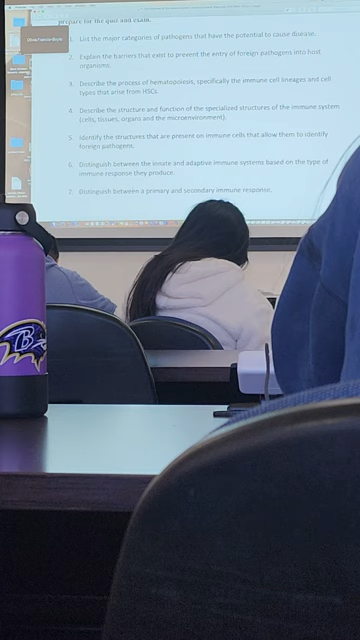 prepare for the quiz and exam.
1. List the major categories of pathogens that have the potential to cause disease.
2. Explain the barriers that exist to prevent the entry of foreign pathogens into host
organisms.
3. Describe the process of hematopoiesis, specifically the immune cell lineages and cell
types that arise from HSCs.
4. Describe the structure and function of the specialized structures of the immune system
(cells, tissues, organs and the microenvironment).
5. Identify the structures that are present on immune cells that allow them to identify
foreign pathogens.
6. Distinguish between the innate and adaptive immune systems based on the type of
immune response they produce.
7. Distinguish between a primary and secondary immune response.
B